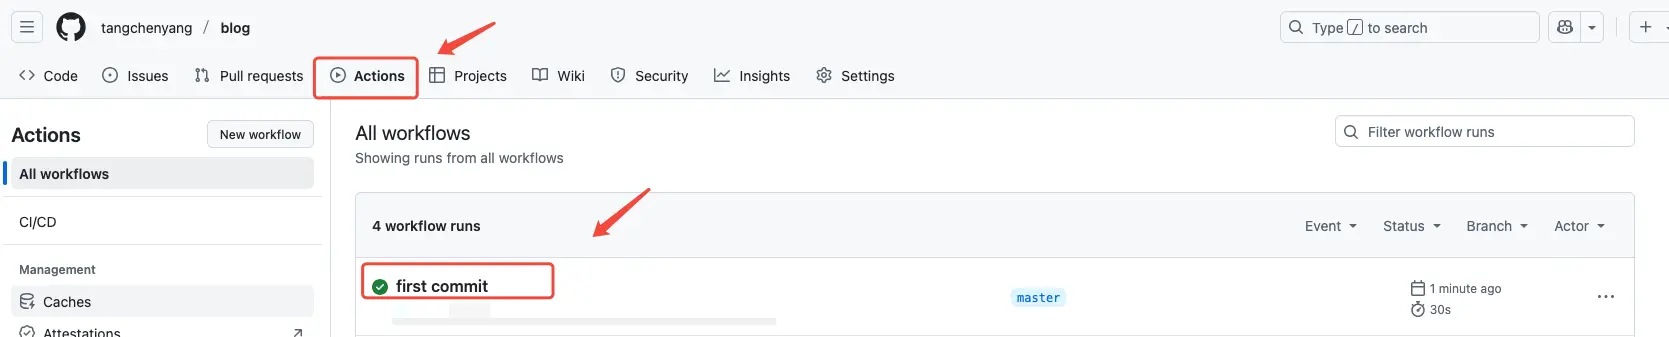 tangchenyang / blog
Type / to search
Code Issues Pull requests Actions Projects Wiki Security Insights Settings
Actions
New workflow
All workflows
CI/CD
Management
Caches
Attestations
All workflows
Showing runs from all workflows
Filter workflow runs
4 workflow runs
Event Status Branch Actor
first commit
master
1 minute ago
30s